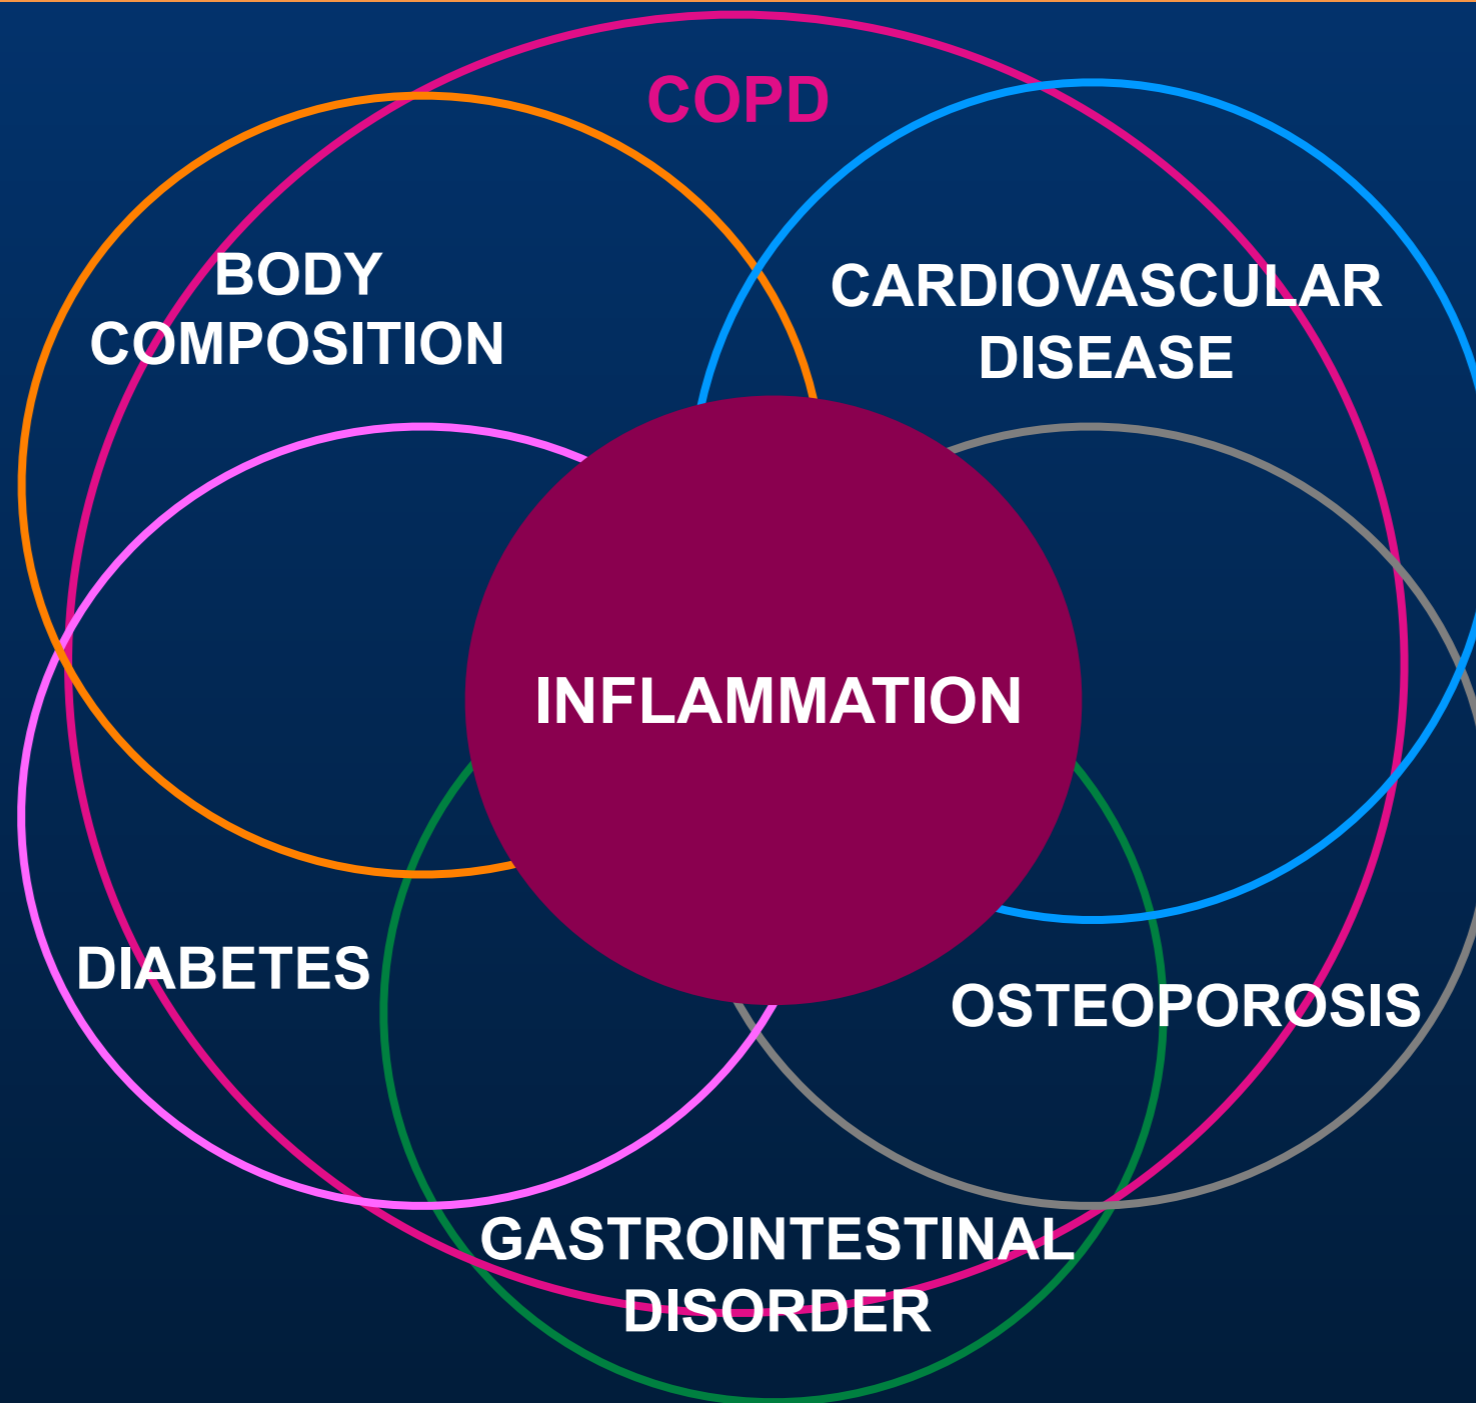 COPD
BODY
COMPOSITION
CARDIOVASCULAR
DISEASE
INFLAMMATION
DIABETES
OSTEOPOROSIS
GASTROINTESTINAL
DISORDER